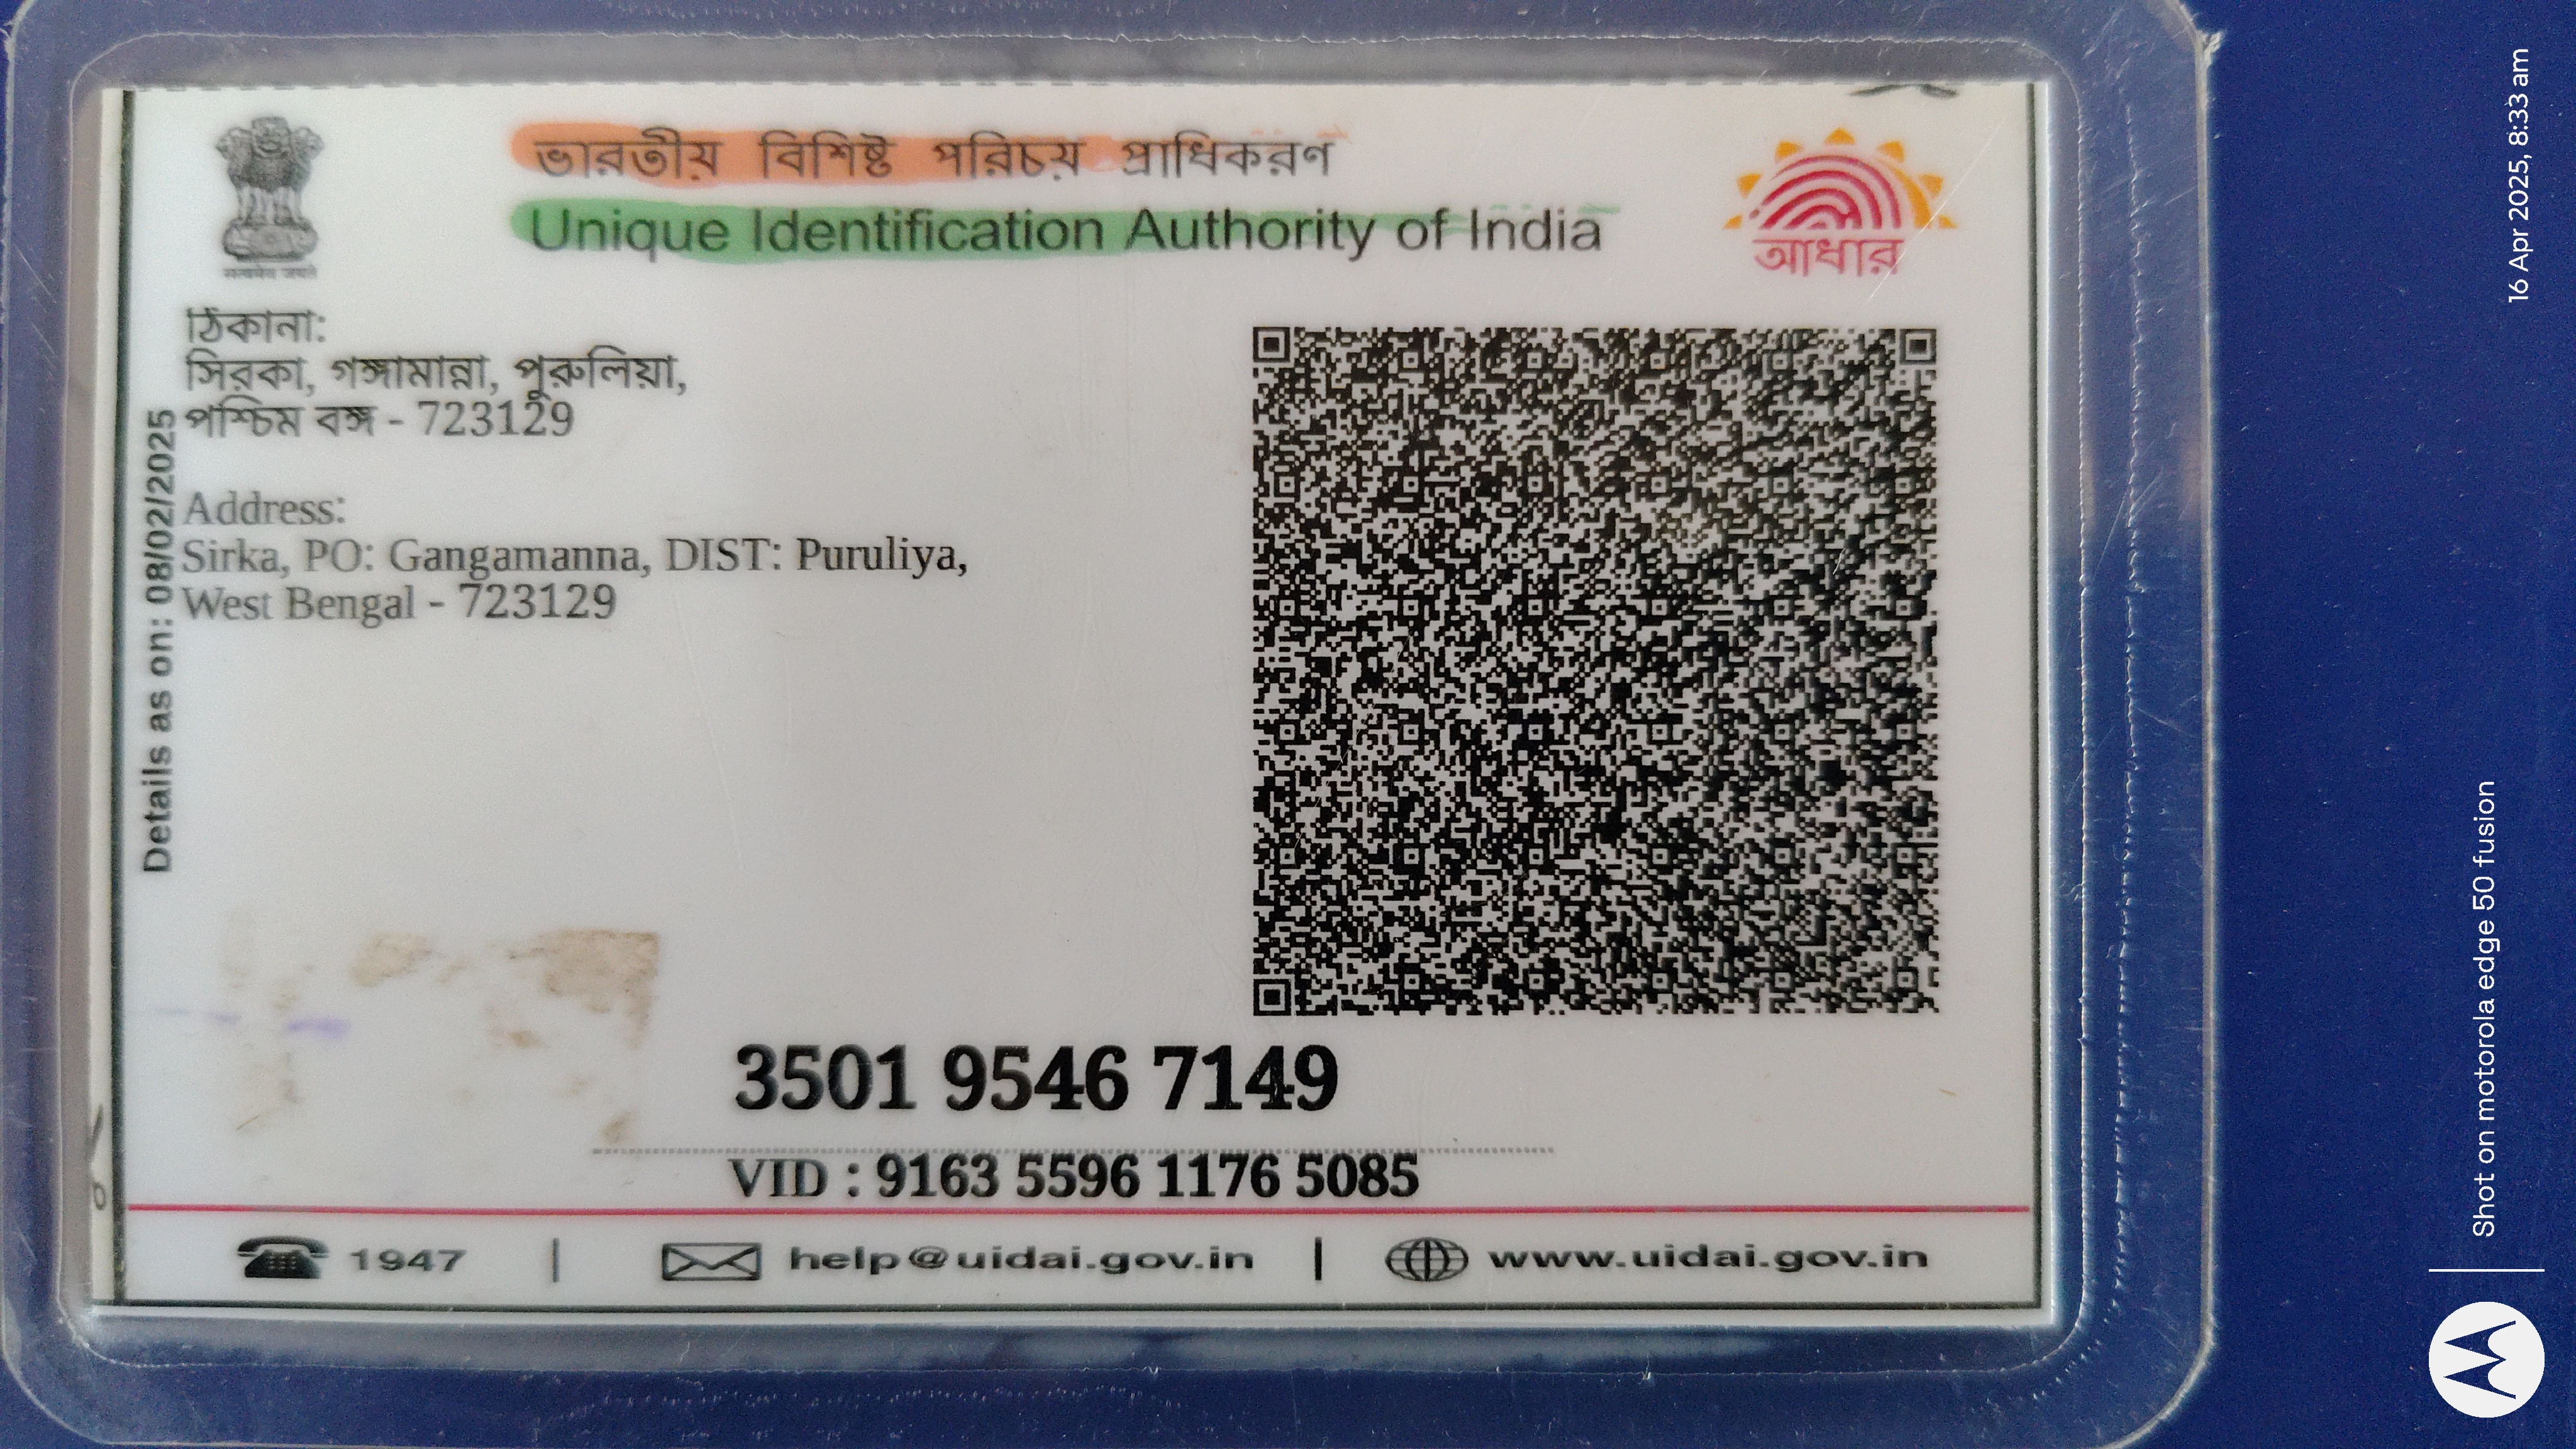 ভারতীয় বিশিষ্ট পরিচয় প্রাধিকরণ
Unique Identification Authority of India
আধার
ঠিকানা:
সিরকা, গঙ্গামান্না, পুরুলিয়া,
পশ্চিম বঙ্গ - 723129
Address:
Sirka, PO: Gangamanna, DIST: Puruliya,
West Bengal - 723129
Details as on: 08/02/2025
3501 9546 7149
VID : 9163 5596 1176 5085
1947 | help@uidai.gov.in | www.uidai.gov.in
16 Apr 2025, 8:33 am
Shot on motorola edge 50 fusion